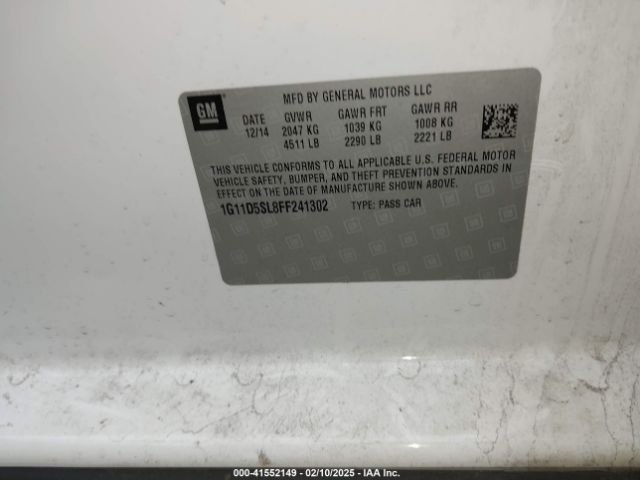 GM
MFD BY GENERAL MOTORS LLC
DATE GVWR GAWR FRT GAWR RR
12/14 2047 KG 1039 KG 1008 KG
4511 LB 2290 LB 2221 LB
THIS VEHICLE CONFORMS TO ALL APPLICABLE U.S. FEDERAL MOTOR
VEHICLE SAFETY, BUMPER, AND THEFT PREVENTION STANDARDS IN
EFFECT ON THE DATE OF MANUFACTURE SHOWN ABOVE.
1G11D5SL8FF241302 TYPE: PASS CAR
000-41552149 - 02/10/2025 - IAA Inc.